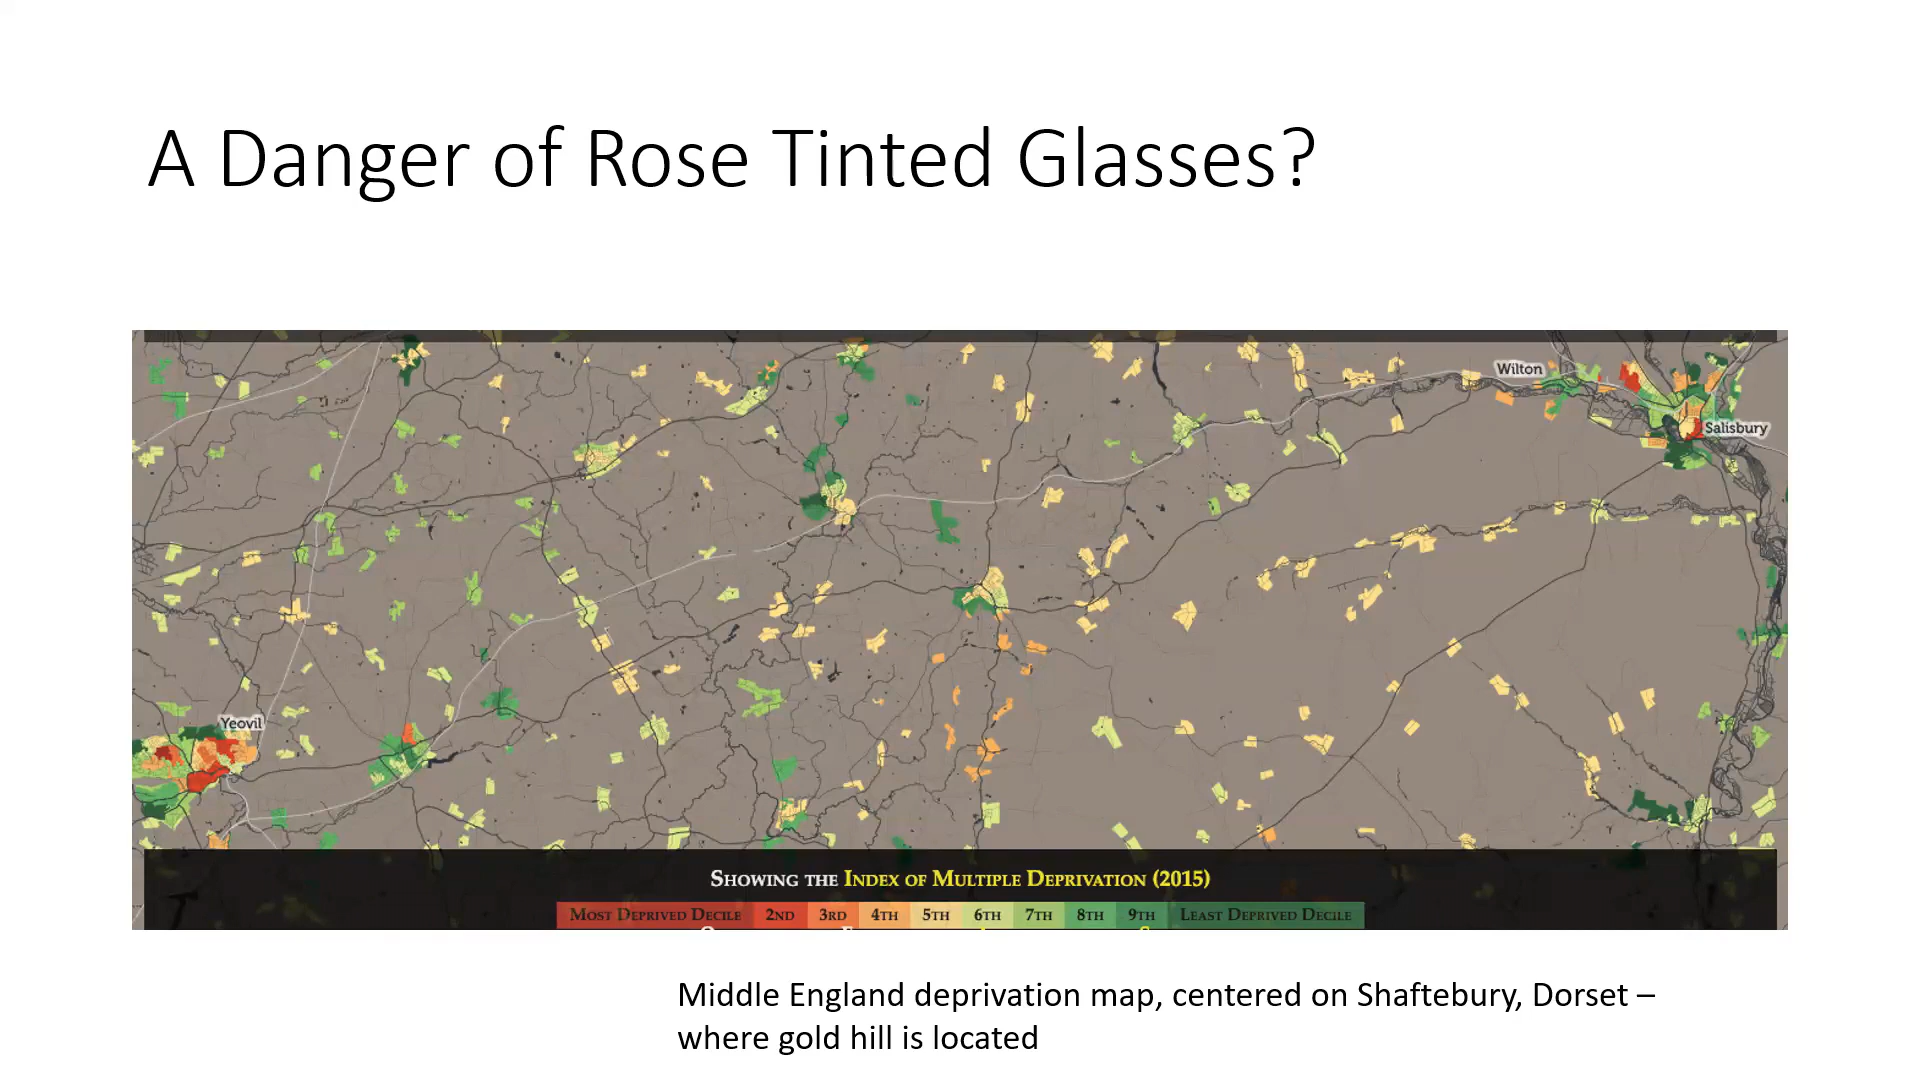 A Danger of Rose Tinted Glasses?
Wilton
Salisbury
Yeovil
Showing the Index of Multiple Deprivation (2015)
Most Deprived Decile 2nd 3rd 4th 5th 6th 7th 8th 9th Least Deprived Decile
Middle England deprivation map, centered on Shaftebury, Dorset –
where gold hill is located